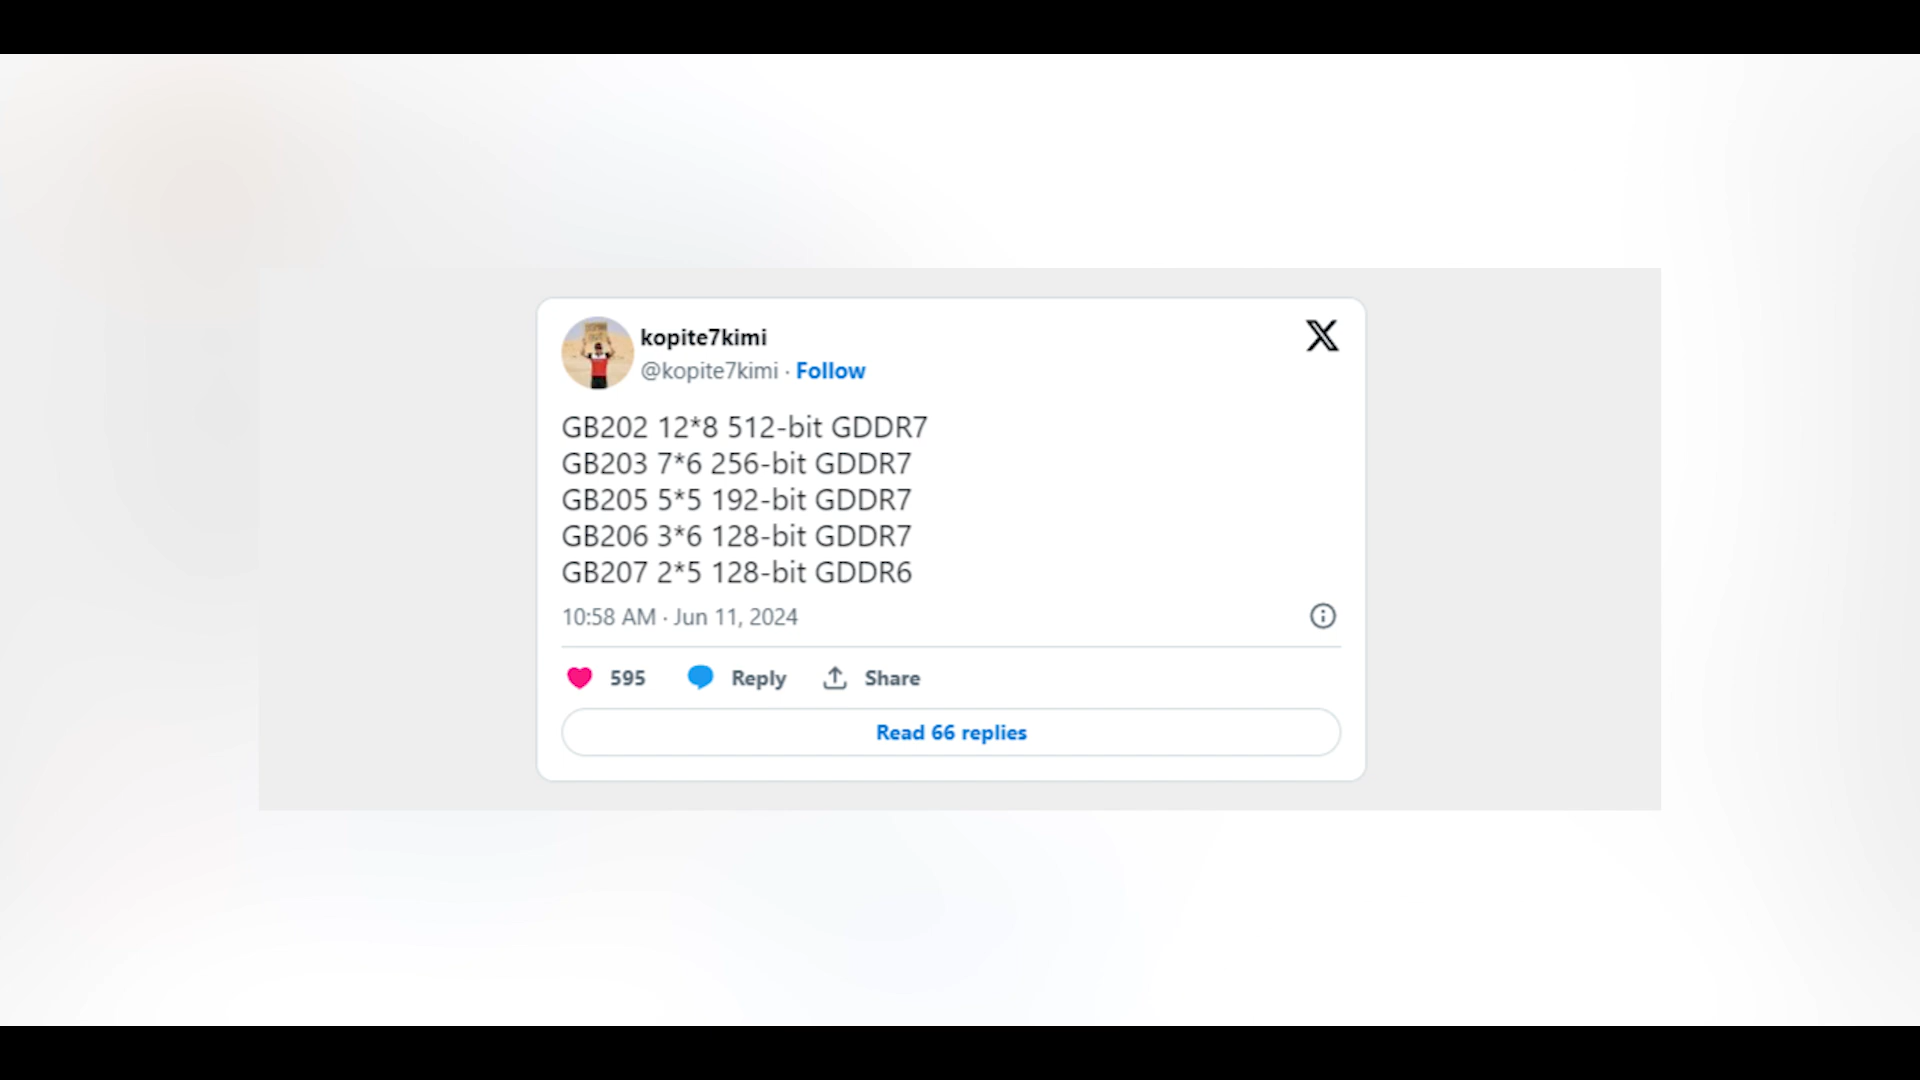 kopite7kimi
@kopite7kimi · Follow
GB202 12*8 512-bit GDDR7
GB203 7*6 256-bit GDDR7
GB205 5*5 192-bit GDDR7
GB206 3*6 128-bit GDDR7
GB207 2*5 128-bit GDDR6
10:58 AM · Jun 11, 2024
595 Reply Share
Read 66 replies